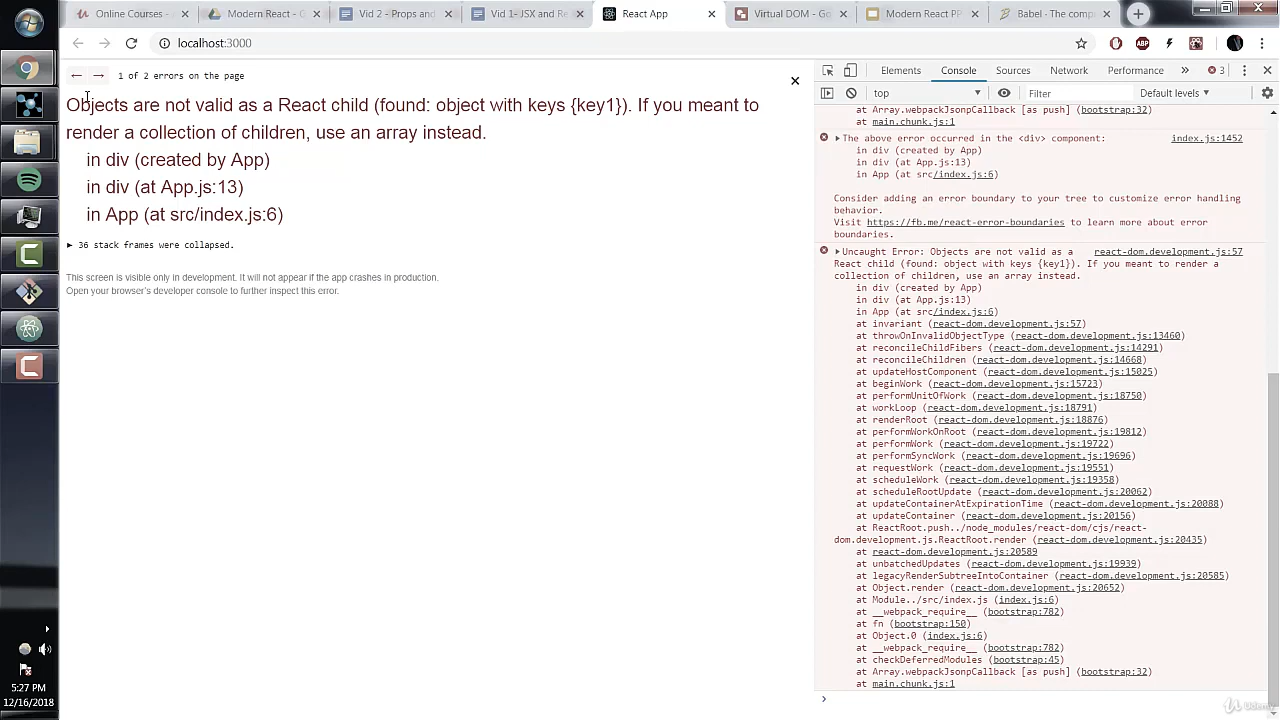 Online Courses -
Modern React - G
Vid 2 - Props and
Vid 1- JSX and Re
React App
Virtual DOM - Go
Modern React PP
Babel - The comp
localhost:3000
ABP
1 of 2 errors on the page
Objects are not valid as a React child (found: object with keys {key1}). If you meant to
render a collection of children, use an array instead.
in div (created by App)
in div (at App.js:13)
in App (at src/index.js:6)
▶ 36 stack frames were collapsed.
This screen is visible only in development. It will not appear if the app crashes in production.
Open your browser's developer console to further inspect this error.
Elements Console Sources Network Performance » 3
top Filter Default levels
at Array.webpackJsonpCallback [as push] (bootstrap:32)
at main.chunk.js:1
▶The above error occurred in the <div> component: index.js:1452
in div (created by App)
in div (at App.js:13)
in App (at src/index.js:6)
Consider adding an error boundary to your tree to customize error handling
behavior.
Visit https://fb.me/react-error-boundaries to learn more about error
boundaries.
▶Uncaught Error: Objects are not valid as a react-dom.development.js:57
React child (found: object with keys {key1}). If you meant to render a
collection of children, use an array instead.
in div (created by App)
in div (at App.js:13)
in App (at src/index.js:6)
at invariant (react-dom.development.js:57)
at throwOnInvalidObjectType (react-dom.development.js:13460)
at reconcileChildFibers (react-dom.development.js:14291)
at reconcileChildren (react-dom.development.js:14668)
at updateHostComponent (react-dom.development.js:15025)
at beginWork (react-dom.development.js:15723)
at performUnitOfWork (react-dom.development.js:18750)
at workLoop (react-dom.development.js:18791)
at renderRoot (react-dom.development.js:18876)
at performWorkOnRoot (react-dom.development.js:19812)
at performWork (react-dom.development.js:19722)
at performSyncWork (react-dom.development.js:19696)
at requestWork (react-dom.development.js:19551)
at scheduleWork (react-dom.development.js:19358)
at scheduleRootUpdate (react-dom.development.js:20062)
at updateContainerAtExpirationTime (react-dom.development.js:20088)
at updateContainer (react-dom.development.js:20156)
at ReactRoot.push../node_modules/react-dom/cjs/react-
dom.development.js.ReactRoot.render (react-dom.development.js:20435)
at react-dom.development.js:20589
at unbatchedUpdates (react-dom.development.js:19939)
at legacyRenderSubtreeIntoContainer (react-dom.development.js:20585)
at Object.render (react-dom.development.js:20652)
at Module../src/index.js (index.js:6)
at __webpack_require__ (bootstrap:782)
at fn (bootstrap:150)
at Object.0 (index.js:6)
at __webpack_require__ (bootstrap:782)
at checkDeferredModules (bootstrap:45)
at Array.webpackJsonpCallback [as push] (bootstrap:32)
at main.chunk.js:1
5:27 PM
12/16/2018
Udemy